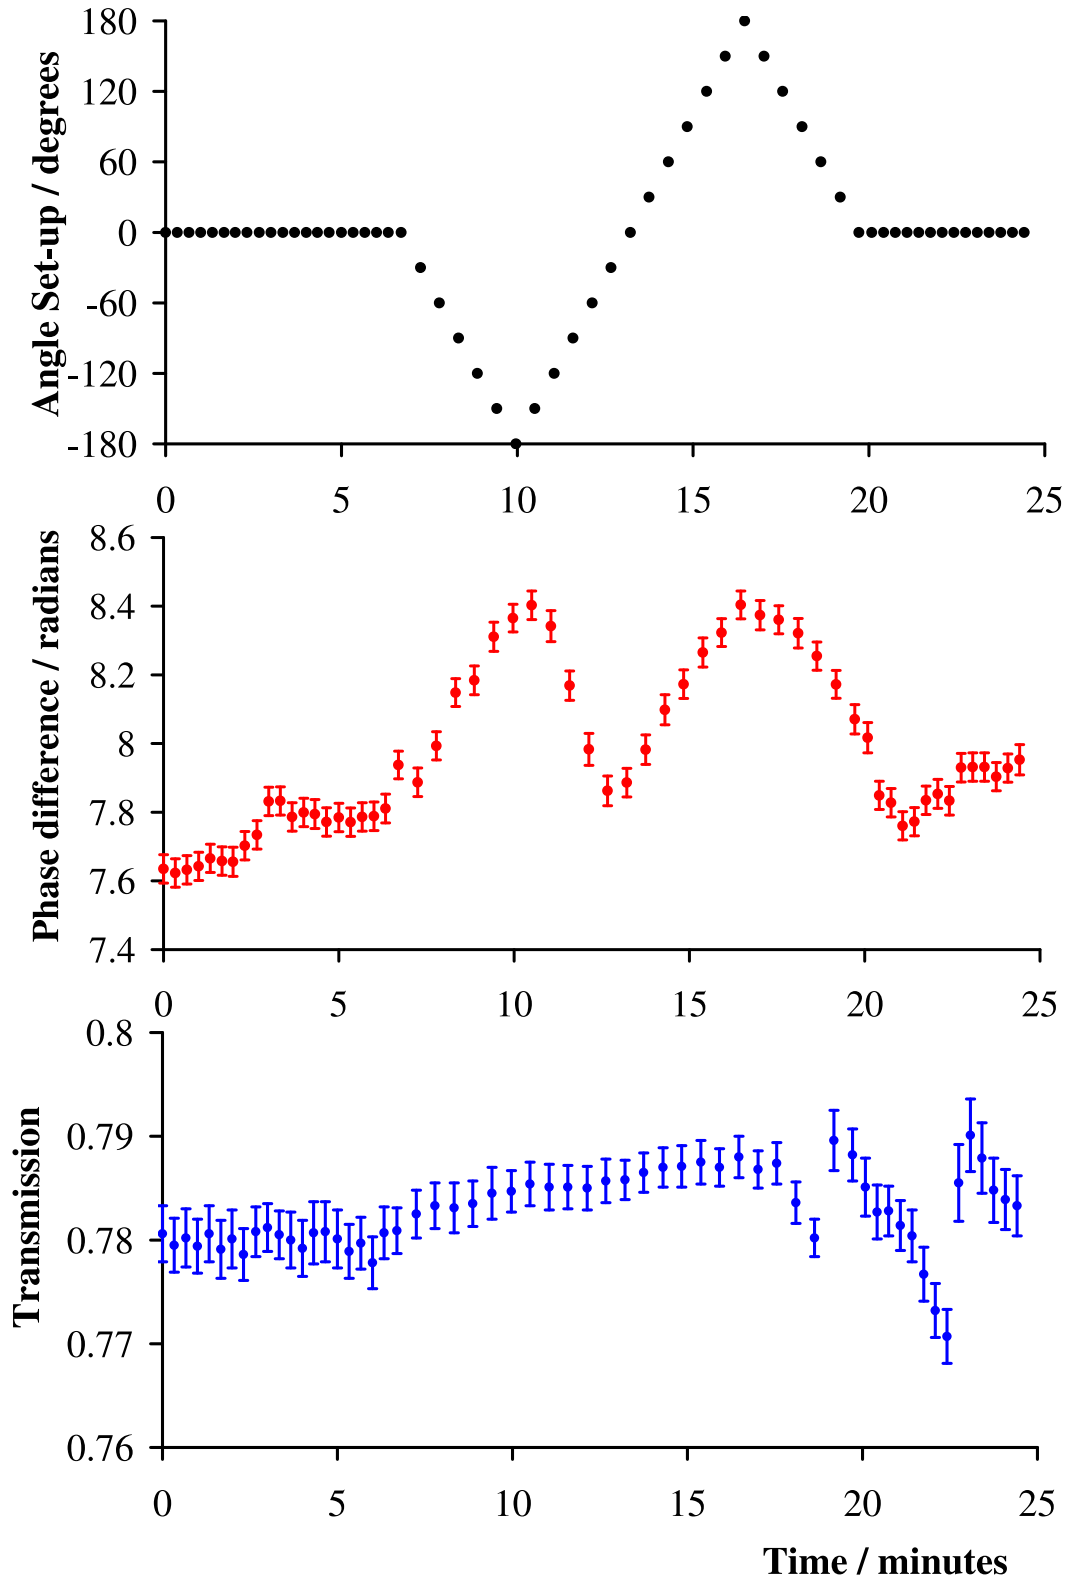 Angle Set-up / degrees
180
120
60
0
-60
-120
-180
0 5 10 15 20 25
Phase difference / radians
8.6
8.4
8.2
8
7.8
7.6
7.4
0 5 10 15 20 25
Transmission
0.8
0.79
0.78
0.77
0.76
0 5 10 15 20 25
Time / minutes